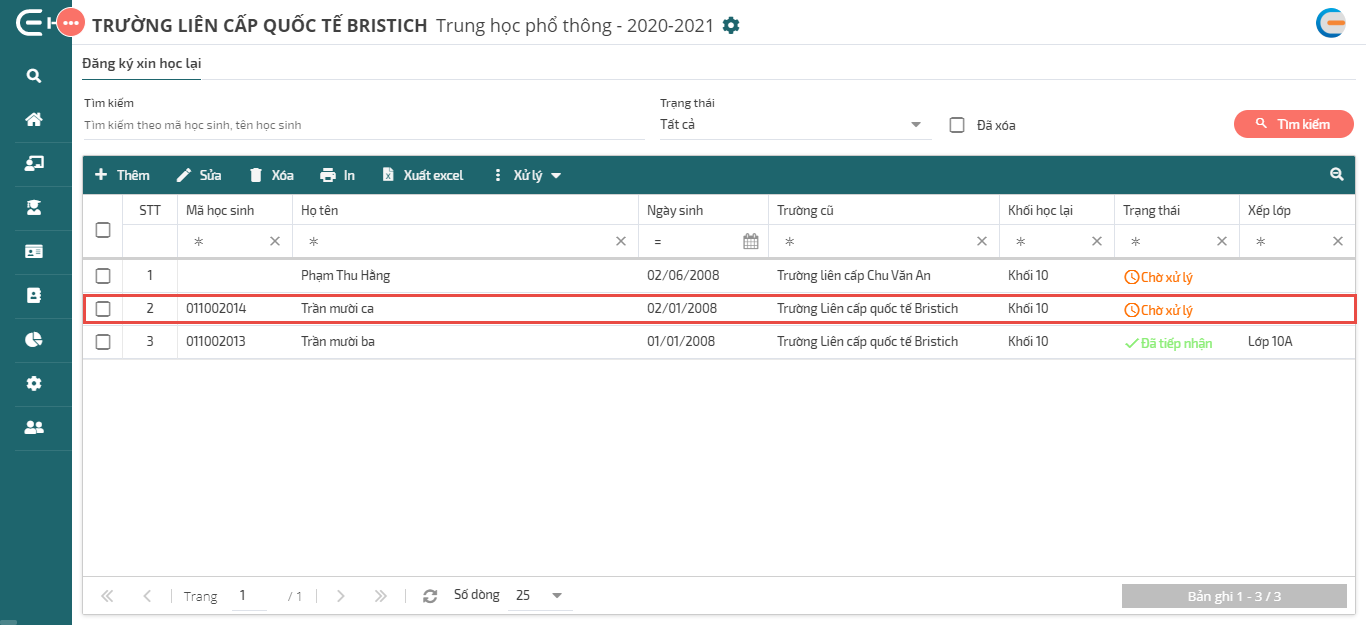 TRƯỜNG LIÊN CẤP QUỐC TẾ BRISTICH Trung học phổ thông - 2020-2021
Đăng ký xin học lại
Tìm kiếm
Trạng thái
Tìm kiếm theo mã học sinh, tên học sinh
Tất cả
Đã xóa
Tìm kiếm
Thêm Sửa Xóa In Xuất excel Xử lý
STT Mã học sinh Họ tên Ngày sinh Trường cũ Khối học lại Trạng thái Xếp lớp
* * = * * * *
1 Phạm Thu Hằng 02/06/2008 Trường liên cấp Chu Văn An Khối 10 Chờ xử lý
2 011002014 Trần mười ca 02/01/2008 Trường Liên cấp quốc tế Bristich Khối 10 Chờ xử lý
3 011002013 Trần mười ba 01/01/2008 Trường Liên cấp quốc tế Bristich Khối 10 Đã tiếp nhận Lớp 10A
Trang 1 / 1 Số dòng 25 Bản ghi 1 - 3 / 3